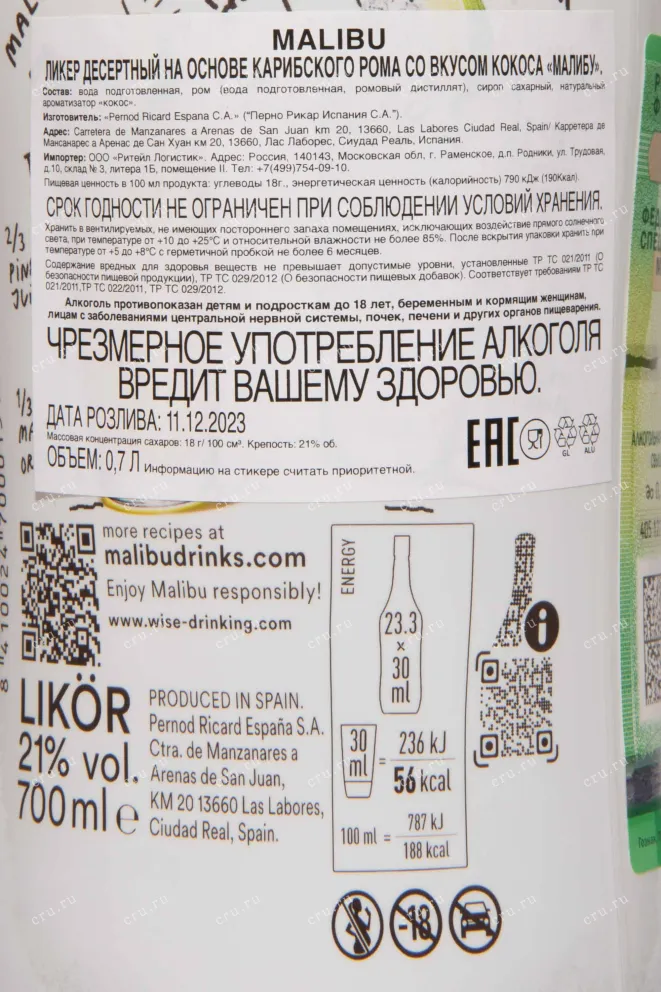 MALIBU
ЛИКЕР ДЕСЕРТНЫЙ НА ОСНОВЕ КАРИБСКОГО РОМА СО ВКУСОМ КОКОСА «МАЛИБУ»,
Состав: вода подготовленная, ром (вода подготовленная, ромовый дистиллят), сироп сахарный, натуральный
ароматизатор «кокос».
Изготовитель: «Pernod Ricard Espana C.A.» ("Перно Рикар Испания С.А.").
Адрес: Carretera de Manzanares a Arenas de San Juan km 20, 13660, Las Labores Ciudad Real, Spain/ Карретера де
Мансанарес а Аренас де Сан Хуан км 20, 13660, Лас Лаборес, Сиудад Реаль, Испания.
Импортер: ООО «Ритейл Логистик». Адрес: Россия, 140143, Московская обл., г. Раменское, д.п. Родники, ул. Трудовая,
д.10, склад № 3, литера 1Б, помещение II. Тел: +7(499)754-09-10.
Пищевая ценность в 100 мл продукта: углеводы 18г., энергетическая ценность (калорийность) 790 кДж (190Ккал).
СРОК ГОДНОСТИ НЕ ОГРАНИЧЕН ПРИ СОБЛЮДЕНИИ УСЛОВИЙ ХРАНЕНИЯ.
Хранить в вентилируемых, не имеющих постороннего запаха помещениях, исключающих воздействие прямого солнечного
света, при температуре от +10 до +25°С и относительной влажности не более 85%. После вскрытия упаковки хранить при
температуре от +5 до +8°С с герметичной пробкой не более 6 месяцев.
Содержание вредных для здоровья веществ не превышает допустимые уровни, установленные ТР ТС 021/2011 (О
безопасности пищевой продукции), ТР ТС 029/2012 (О безопасности пищевых добавок). Соответствует требованиям ТР ТС
021/2011,ТР ТС 022/2011, ТР ТС 029/2012.
Алкоголь противопоказан детям и подросткам до 18 лет, беременным и кормящим женщинам,
лицам с заболеваниями центральной нервной системы, почек, печени и других органов пищеварения.
ЧРЕЗМЕРНОЕ УПОТРЕБЛЕНИЕ АЛКОГОЛЯ
ВРЕДИТ ВАШЕМУ ЗДОРОВЬЮ.
ДАТА РОЗЛИВА: 11.12.2023
Массовая концентрация сахаров: 18 г/ 100 см³. Крепость: 21% об.
ОБЪЕМ: 0,7 Л Информацию на стикере считать приоритетной.
EAC
GL
ALU
more recipes at
malibudrinks.com
Enjoy Malibu responsibly!
www.wise-drinking.com
LIKÖR
21% vol.
700 ml e
PRODUCED IN SPAIN.
Pernod Ricard España S.A.
Ctra. de Manzanares a
Arenas de San Juan,
KM 20 13660 Las Labores,
Ciudad Real, Spain.
ENERGY
23.3
×
30
ml
30
ml
=
236 kJ
56 kcal
100 ml =
787 kJ
188 kcal
i
-18
2/3
1/3
cru.ru